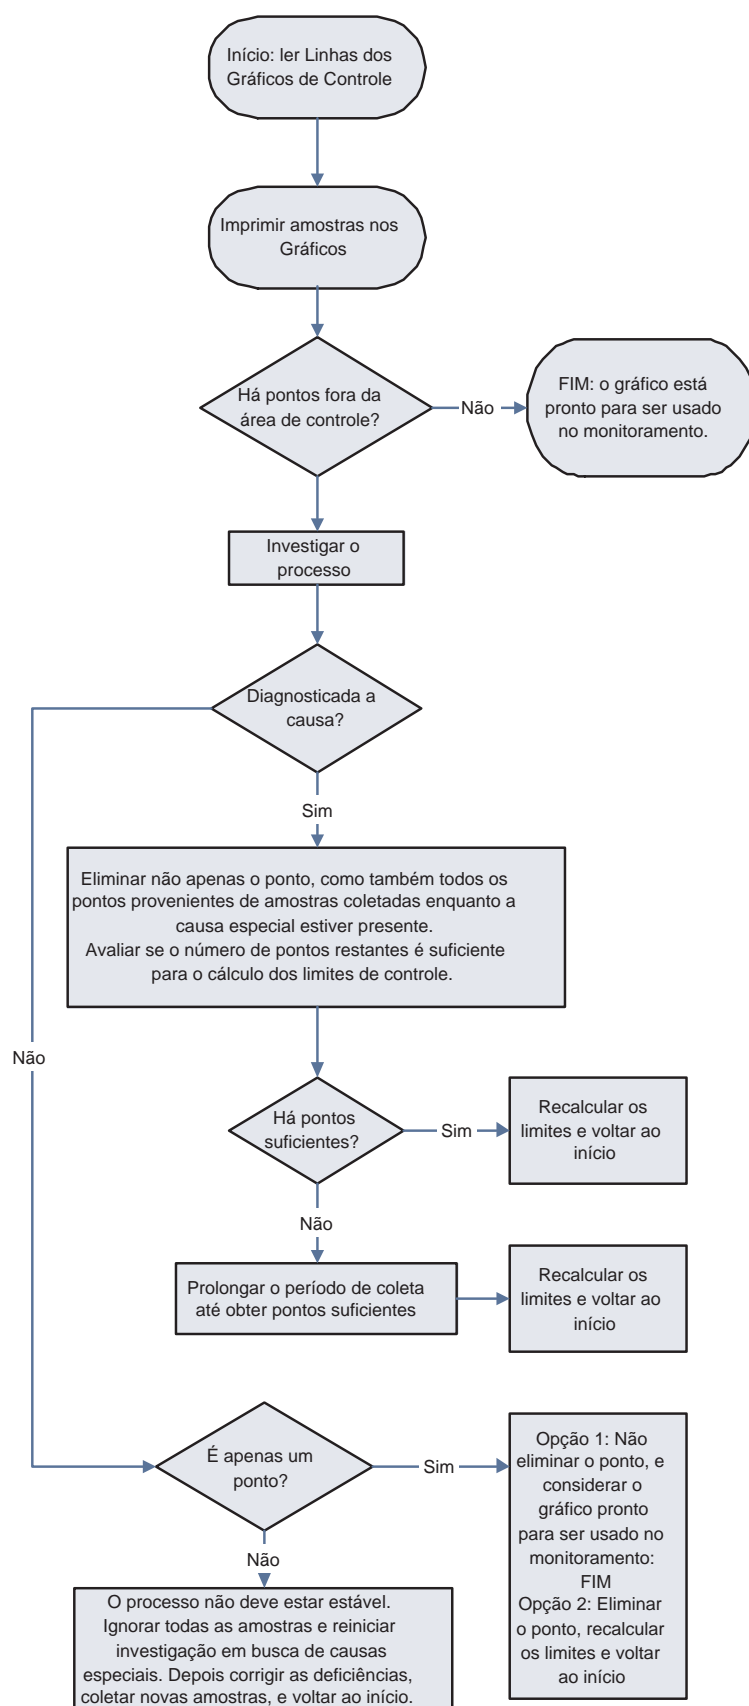 Início: ler Linhas dos
Gráficos de Controle
Imprimir amostras nos
Gráficos
Há pontos fora da
área de controle?
Não
FIM: o gráfico está
pronto para ser usado
no monitoramento.
Investigar o
processo
Diagnosticada a
causa?
Sim
Eliminar não apenas o ponto, como também todos os
pontos provenientes de amostras coletadas enquanto a
causa especial estiver presente.
Avaliar se o número de pontos restantes é suficiente
para o cálculo dos limites de controle.
Não
Há pontos
suficientes?
Sim
Recalcular os
limites e voltar ao
início
Não
Prolongar o período de coleta
até obter pontos suficientes
Recalcular os
limites e voltar ao
início
É apenas um
ponto?
Sim
Opção 1: Não
eliminar o ponto, e
considerar o
gráfico pronto
para ser usado no
monitoramento:
FIM
Opção 2: Eliminar
o ponto, recalcular
os limites e voltar
ao início
Não
O processo não deve estar estável.
Ignorar todas as amostras e reiniciar
investigação em busca de causas
especiais. Depois corrigir as deficiências,
coletar novas amostras, e voltar ao início.